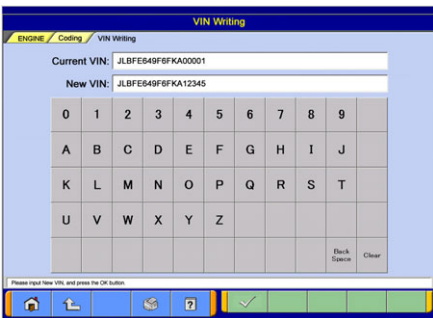 VIN Writing
ENGINE Coding VIN Writing
Current VIN: JLBFE649F6FKA00001
New VIN: JLBFE649F6FKA12345
0 1 2 3 4 5 6 7 8 9
A B C D E F G H I J
K L M N O P Q R S T
U V W X Y Z
Back Space Clear
Please input New VIN, and press the OK button.
?